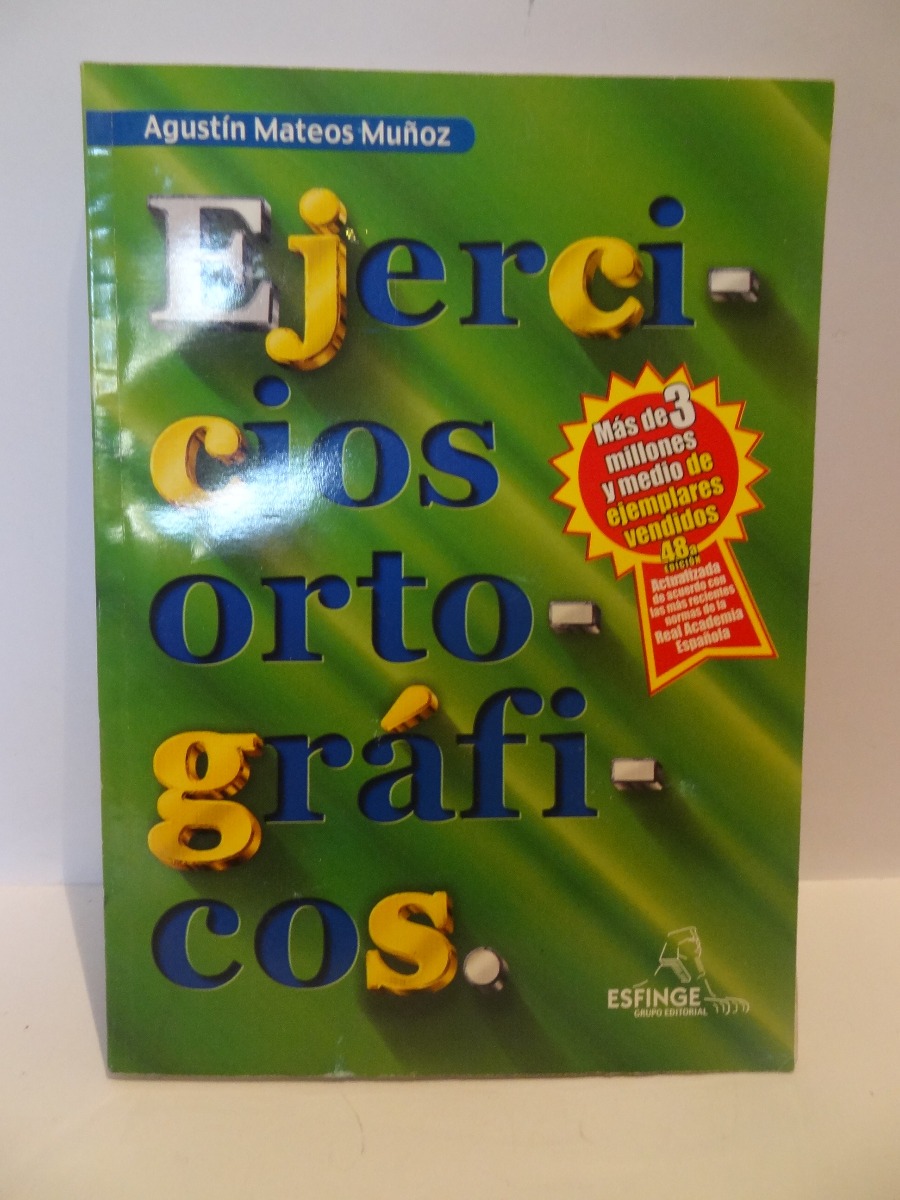 Agustín Mateos Muñoz
Ejerci-
cios
orto-
gráfi-
cos.
Más de 3
millones
y medio de
ejemplares
vendidos
48a
EDICIÓN
Actualizada
de acuerdo con
las más recientes
normas de la
Real Academia
Española
ESFINGE
GRUPO EDITORIAL